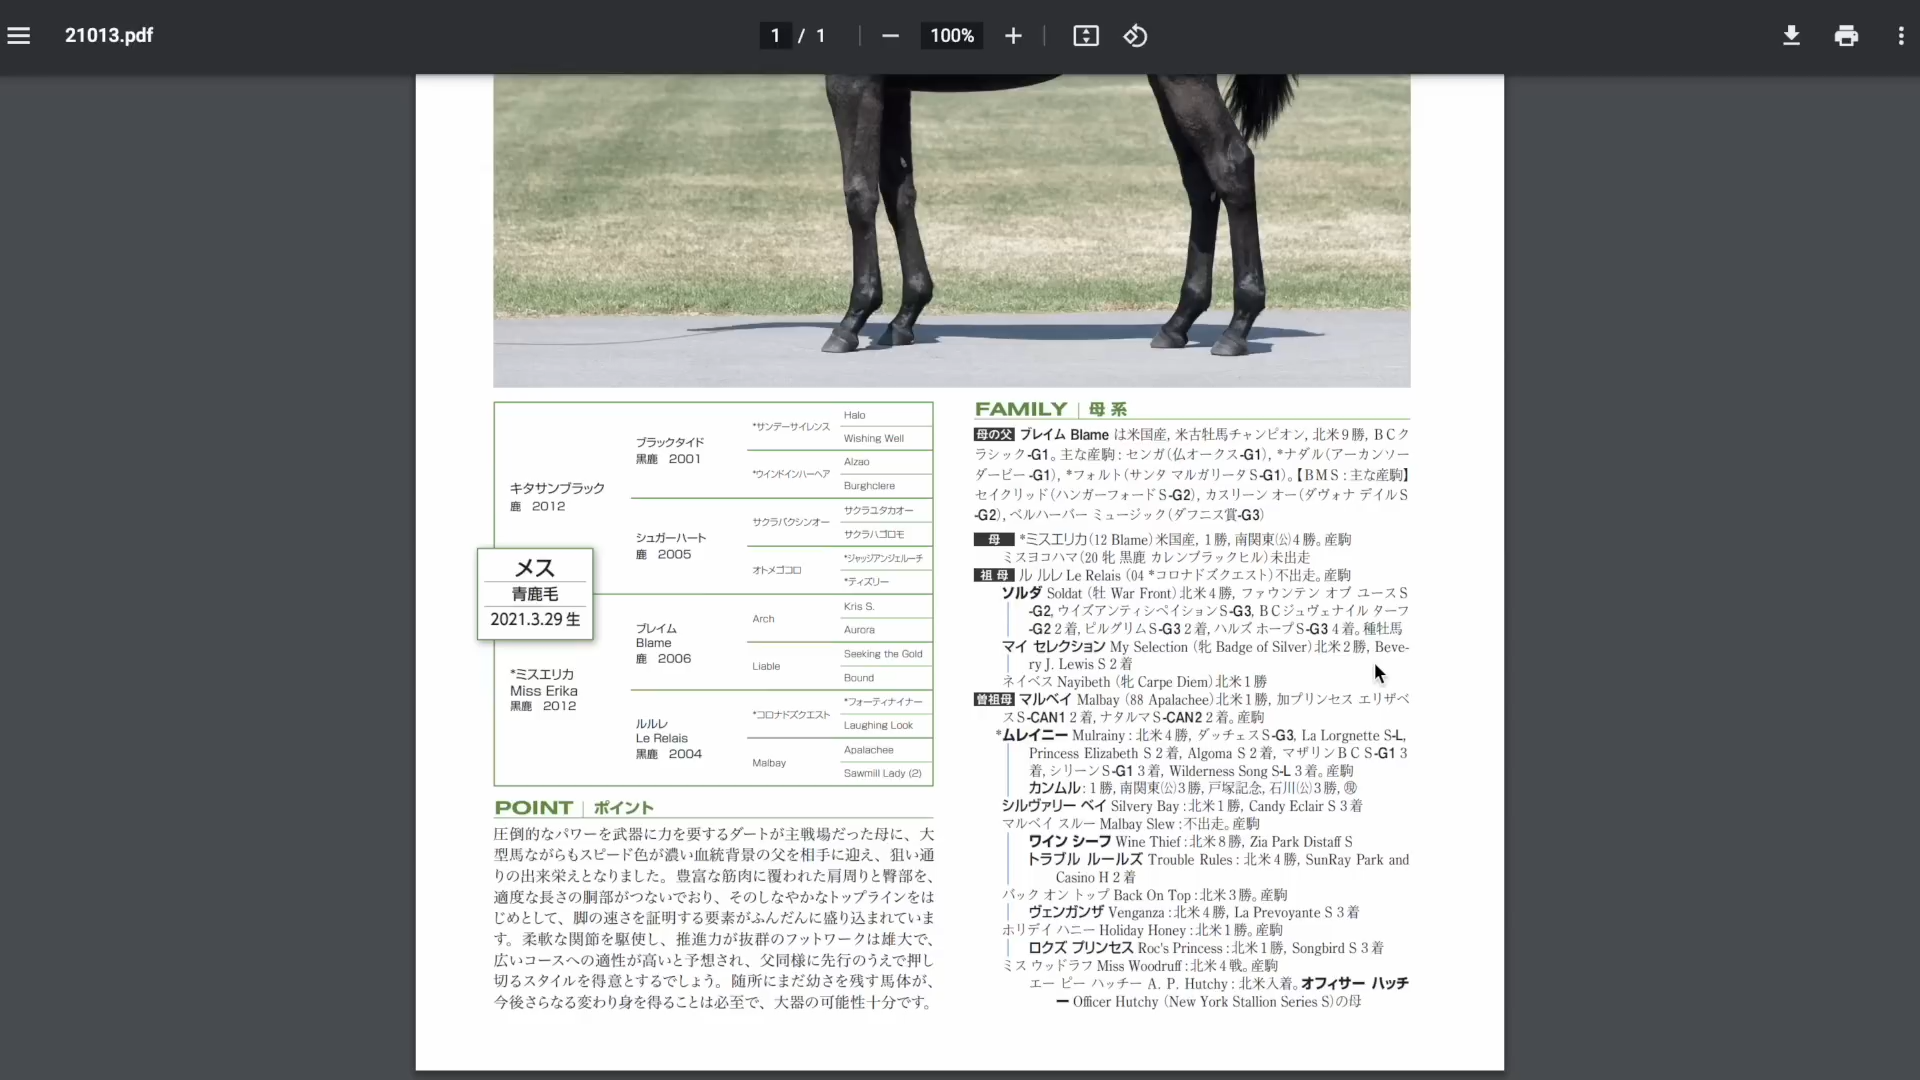 21013.pdf
1 / 1
100%
ブラックタイド
黒鹿 2001
*サンデーサイレンス
Halo
Wishing Well
*ウインドインハーヘア
Alzao
Burghclere
キタサンブラック
鹿 2012
シュガーハート
鹿 2005
サクラバクシンオー
サクラユタカオー
サクラハゴロモ
オトメゴコロ
*ジャッジアンジェルーチ
*ティズリー
メス
青鹿毛
2021.3.29 生
ブレイム
Blame
鹿 2006
Arch
Kris S.
Aurora
Liable
Seeking the Gold
Bound
*ミスエリカ
Miss Erika
黒鹿 2012
ルルレ
Le Relais
黒鹿 2004
*コロナドズクエスト
*フォーティナイナー
Laughing Look
Malbay
Apalachee
Sawmill Lady (2)
POINT | ポイント
圧倒的なパワーを武器に力を要するダートが主戦場だった母に、大
型馬ながらもスピード色が濃い血統背景の父を相手に迎え、狙い通
りの出来栄えとなりました。豊富な筋肉に覆われた肩周りと臀部を、
適度な長さの胴部がつないでおり、そのしなやかなトップラインをは
じめとして、脚の速さを証明する要素がふんだんに盛り込まれていま
す。柔軟な関節を駆使し、推進力が抜群のフットワークは雄大で、
広いコースへの適性が高いと予想され、父同様に先行のうえで押し
切るスタイルを得意とするでしょう。随所にまだ幼さを残す馬体が、
今後さらなる変わり身を得ることは必至で、大器の可能性十分です。
FAMILY | 母系
母の父 ブレイム Blame は米国産, 米古牡馬チャンピオン, 北米9勝, BCク
ラシック-G1。主な産駒:センガ(仏オークス-G1), *ナダル(アーカンソー
ダービー-G1), *フォルト(サンタ マルガリータS-G1)。【BMS:主な産駒】
セイクリッド(ハンガーフォードS-G2), カスリーン オー(ダヴォナ デイルS
-G2), ベルハーバー ミュージック(ダフニス賞-G3)
母 *ミスエリカ(12 Blame)米国産, 1勝, 南関東(公)4勝。産駒
ミスヨコハマ(20 牝 黒鹿 カレンブラックヒル)未出走
祖母 ル ルレ Le Relais (04 *コロナドズクエスト)不出走。産駒
ソルダ Soldat (牡 War Front)北米4勝, ファウンテン オブ ユースS
-G2, ウイズアンティシペイションS-G3, BCジュヴェナイル ターフ
-G2 2着, ピルグリムS-G3 2着, ハルズ ホープS-G3 4着。種牡馬
マイ セレクション My Selection (牝 Badge of Silver)北米2勝, Beve-
ry J. Lewis S 2着
ネイベス Nayibeth (牝 Carpe Diem)北米1勝
曽祖母 マルベイ Malbay (88 Apalachee)北米1勝, 加プリンセス エリザベ
スS-CAN1 2着, ナタルマS-CAN2 2着。産駒
*ムレイニー Mulrainy:北米4勝, ダッチェスS-G3, La Lorgnette S-L,
Princess Elizabeth S 2着, Algoma S 2着, マザリンBCS-G1 3
着, シリーンS-G1 3着, Wilderness Song S-L 3着。産駒
カンムル:1勝, 南関東(公)3勝, 戸塚記念, 石川(公)3勝,
シルヴァリー ベイ Silvery Bay:北米1勝, Candy Eclair S 3着
マルベイ スルー Malbay Slew:不出走。産駒
ワイン シーフ Wine Thief:北米8勝, Zia Park Distaff S
トラブル ルールズ Trouble Rules:北米4勝, SunRay Park and
Casino H 2着
バック オン トップ Back On Top:北米3勝。産駒
ヴェンガンザ Venganza:北米4勝, La Prevoyante S 3着
ホリデイ ハニー Holiday Honey:北米1勝。産駒
ロクズ プリンセス Roc's Princess:北米1勝, Songbird S 3着
ミス ウッドラフ Miss Woodruff:北米4戦。産駒
エー ピー ハッチー A. P. Hutchy:北米入着。オフィサー ハッチ
ー Officer Hutchy (New York Stallion Series S)の母